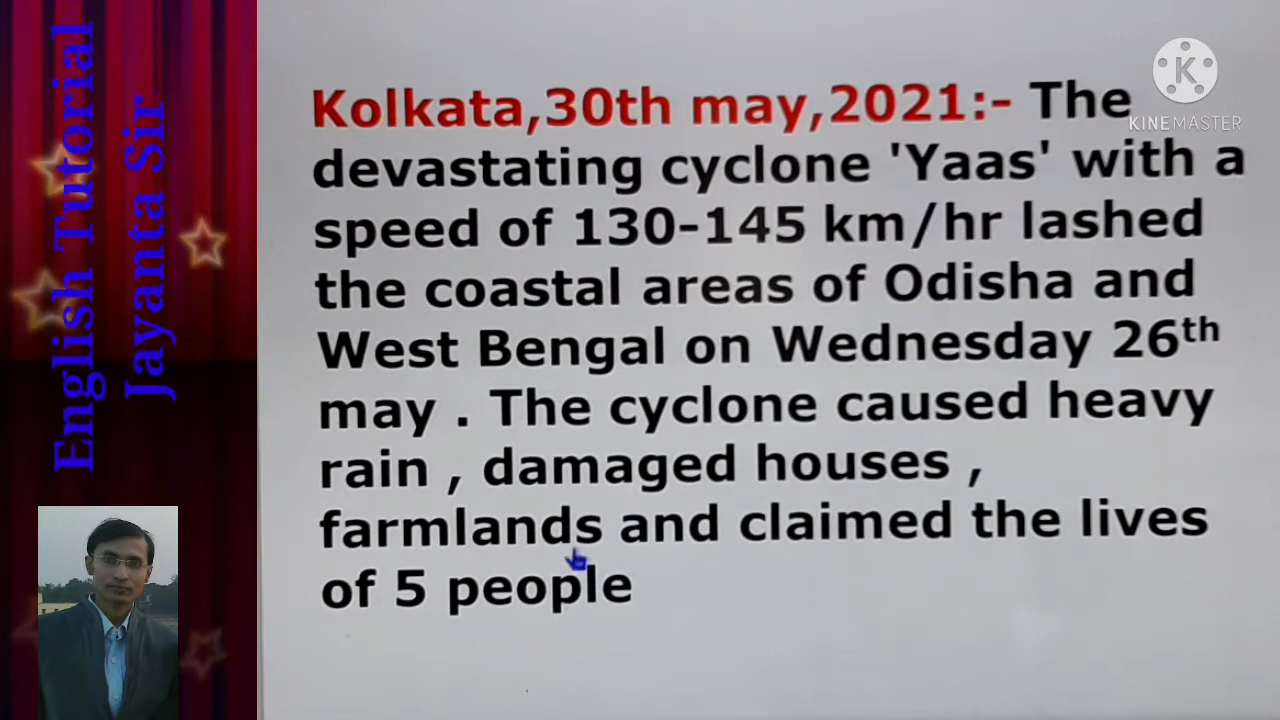 English Tutorial
Jayanta Sir
Kolkata,30th may,2021:- The
devastating cyclone 'Yaas' with a
speed of 130-145 km/hr lashed
the coastal areas of Odisha and
West Bengal on Wednesday 26th
may . The cyclone caused heavy
rain , damaged houses ,
farmlands and claimed the lives
of 5 people
K
KINEMASTER